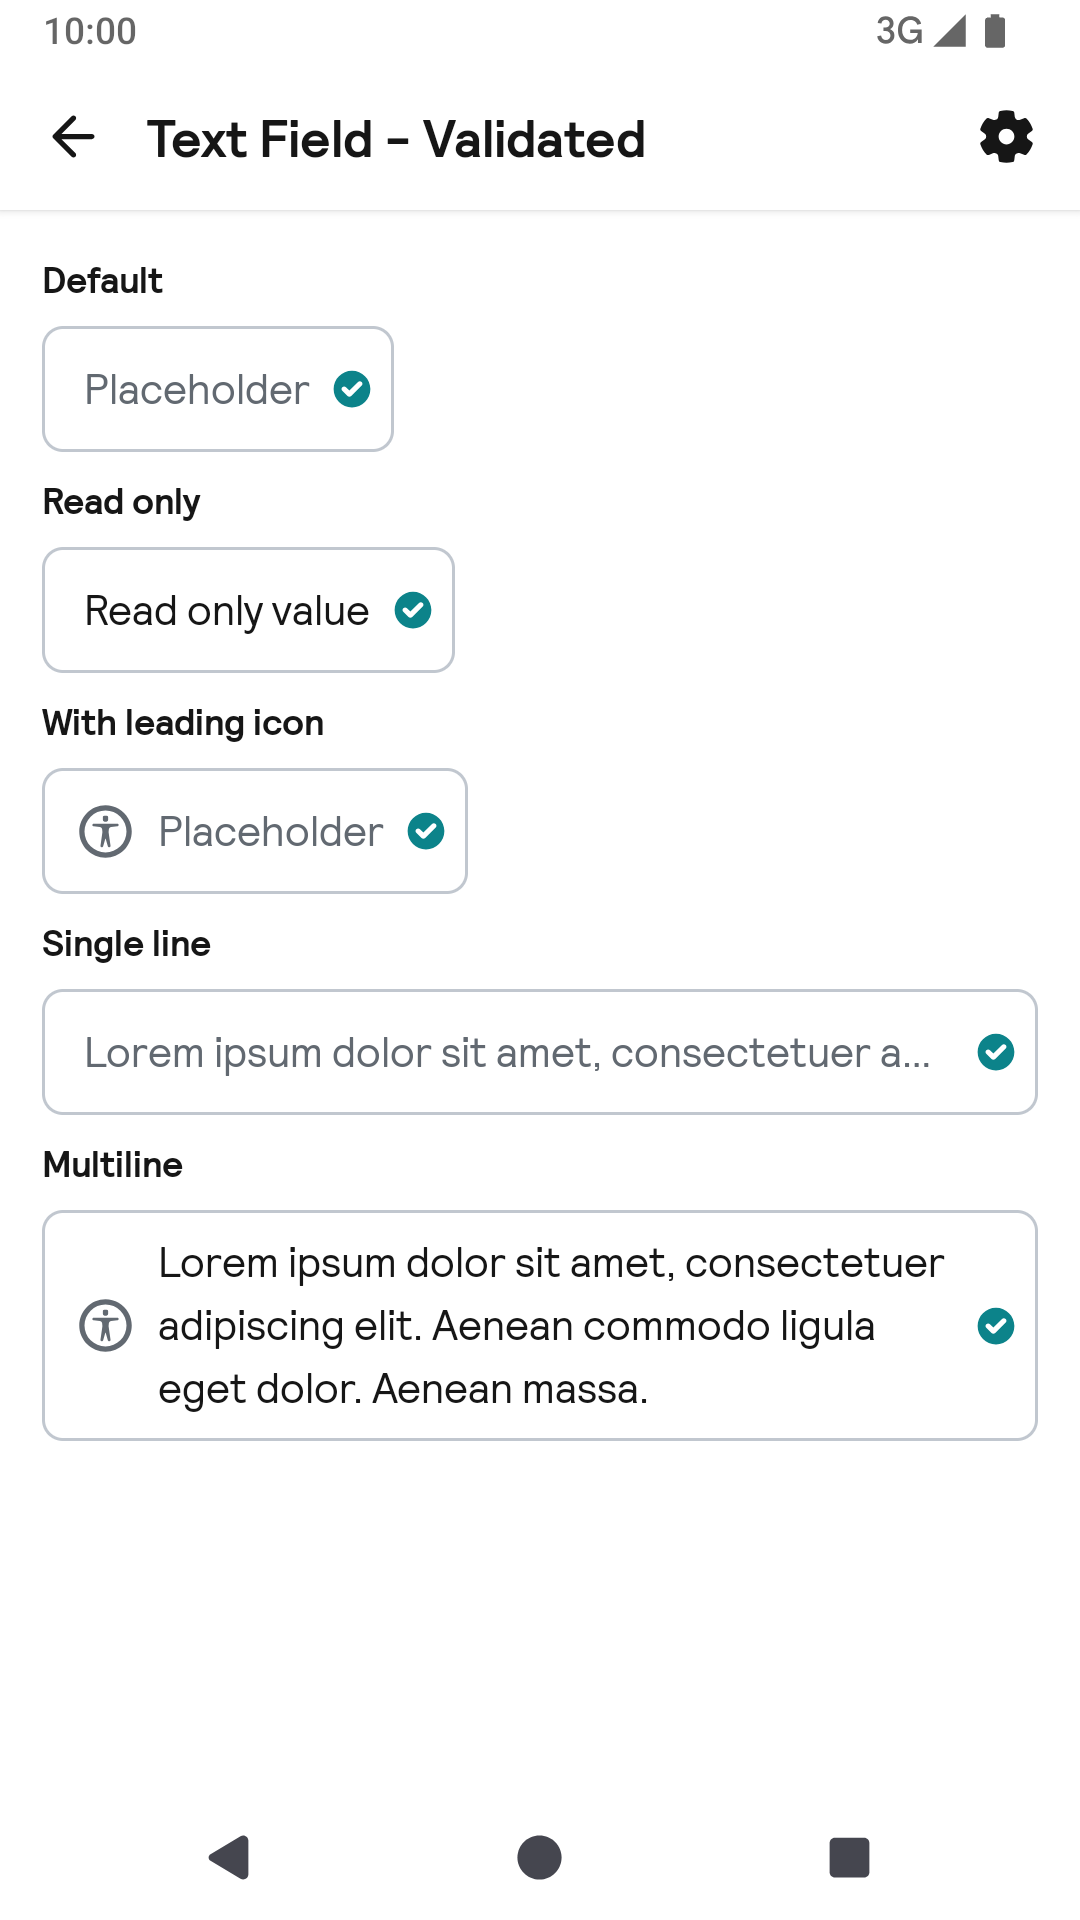 10:00
3G
Text Field - Validated
Default
Placeholder
Read only
Read only value
With leading icon
Placeholder
Single line
Lorem ipsum dolor sit amet, consectetuer a...
Multiline
Lorem ipsum dolor sit amet, consectetuer
adipiscing elit. Aenean commodo ligula
eget dolor. Aenean massa.